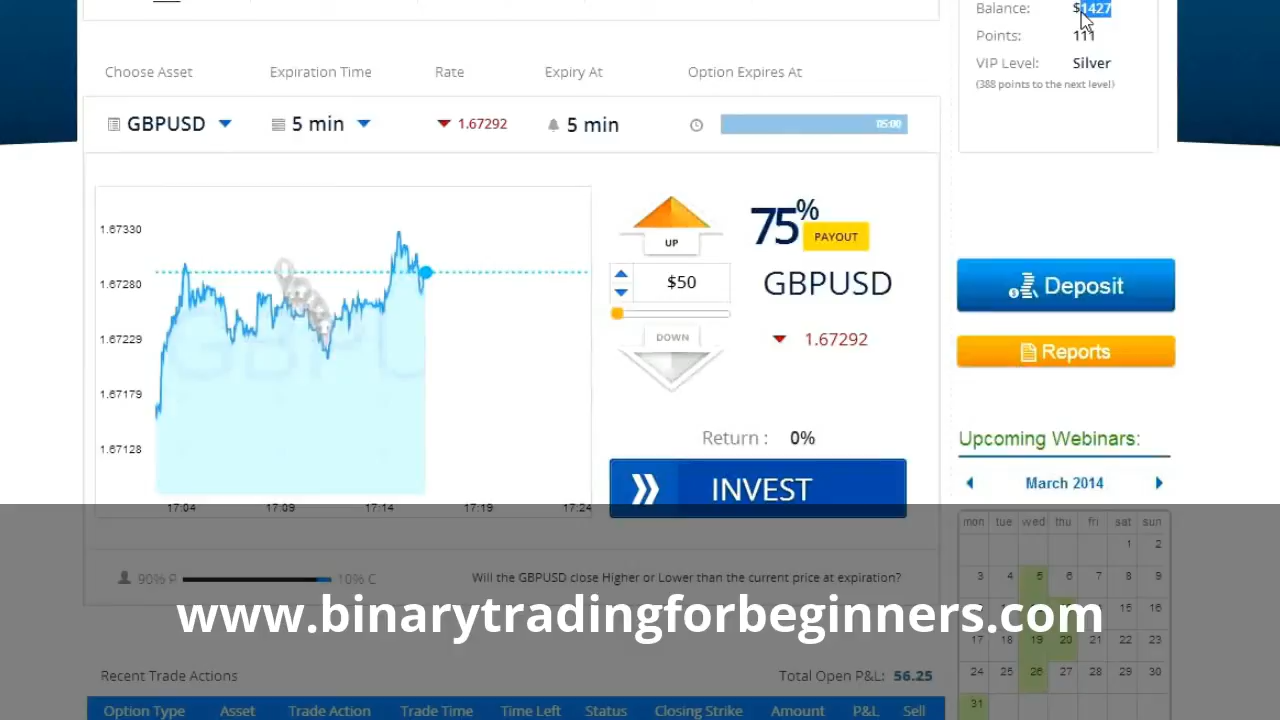 Balance: $1427
Points: 111
VIP Level: Silver
(388 points to the next level)
Choose Asset Expiration Time Rate Expiry At Option Expires At
GBPUSD 5 min 1.67292 5 min 05:00
1.67330
1.67280
1.67229
1.67179
1.67128
17:04 17:09 17:14 17:19 17:24
UP
$50
DOWN
75% PAYOUT
GBPUSD
1.67292
Return : 0%
INVEST
Deposit
Reports
Upcoming Webinars:
March 2014
mon tue wed thu fri sat sun
1 2
3 4 5 6 7 8 9
14 15 16
17 18 19 20 21 22 23
24 25 26 27 28 29 30
31
90% P 10% C
Will the GBPUSD close Higher or Lower than the current price at expiration?
www.binarytradingforbeginners.com
Recent Trade Actions Total Open P&L: 56.25
Option Type Asset Trade Action Trade Time Time Left Status Closing Strike Amount P&L Sell